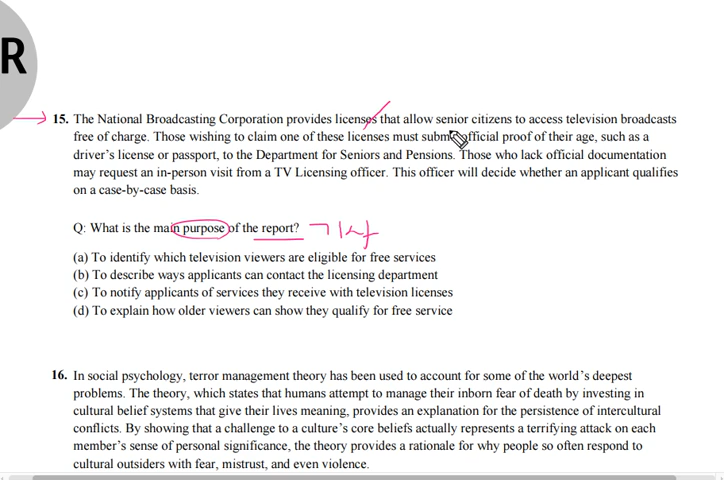 R
15. The National Broadcasting Corporation provides licenses that allow senior citizens to access television broadcasts
free of charge. Those wishing to claim one of these licenses must submit official proof of their age, such as a
driver's license or passport, to the Department for Seniors and Pensions. Those who lack official documentation
may request an in-person visit from a TV Licensing officer. This officer will decide whether an applicant qualifies
on a case-by-case basis.
Q: What is the main purpose of the report? 기사
(a) To identify which television viewers are eligible for free services
(b) To describe ways applicants can contact the licensing department
(c) To notify applicants of services they receive with television licenses
(d) To explain how older viewers can show they qualify for free service
16. In social psychology, terror management theory has been used to account for some of the world's deepest
problems. The theory, which states that humans attempt to manage their inborn fear of death by investing in
cultural belief systems that give their lives meaning, provides an explanation for the persistence of intercultural
conflicts. By showing that a challenge to a culture's core beliefs actually represents a terrifying attack on each
member's sense of personal significance, the theory provides a rationale for why people so often respond to
cultural outsiders with fear, mistrust, and even violence.